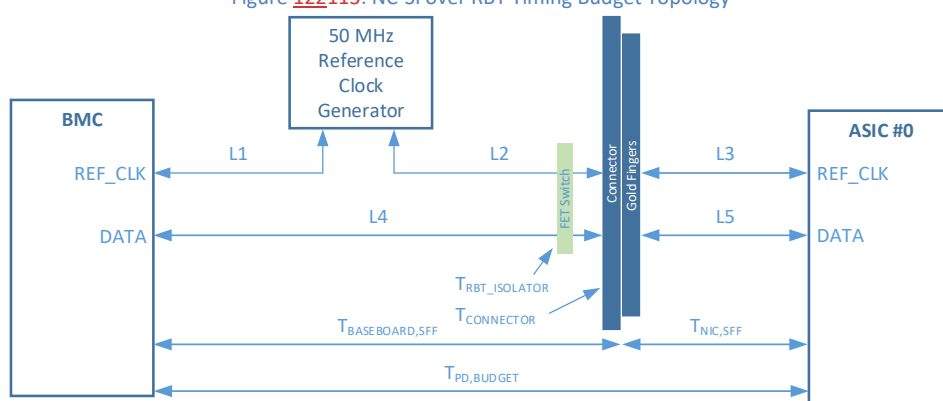 Figure 122113: NC-SI over RBT Timing Budget Topology
50 MHz
Reference
Clock
Generator
BMC
ASIC #0
L1
L2
L3
REF_CLK
REF_CLK
Connector
Gold Fingers
FET Switch
L4
L5
DATA
DATA
TRBT_ISOLATOR
TCONNECTOR
TBASEBOARD,SFF
TNIC,SFF
TPD,BUDGET